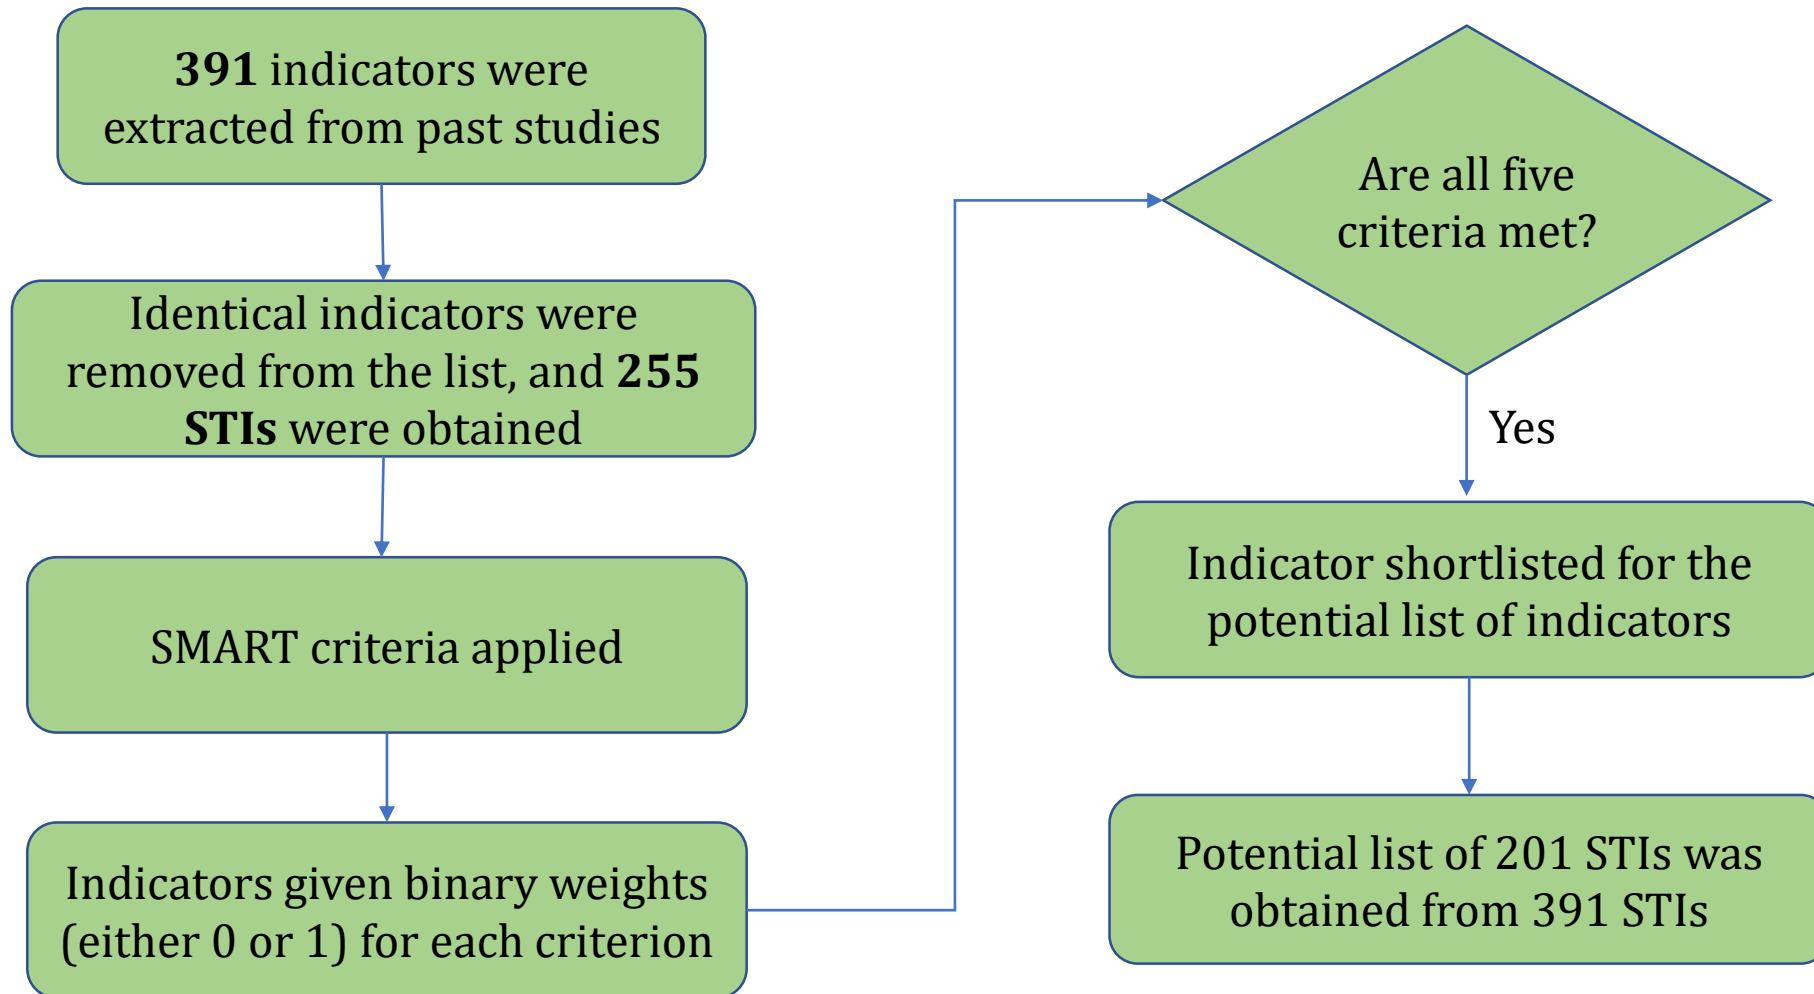 391 indicators were
extracted from past studies
Identical indicators were
removed from the list, and 255
STIs were obtained
SMART criteria applied
Indicators given binary weights
(either 0 or 1) for each criterion
Are all five
criteria met?
Yes
Indicator shortlisted for the
potential list of indicators
Potential list of 201 STIs was
obtained from 391 STIs